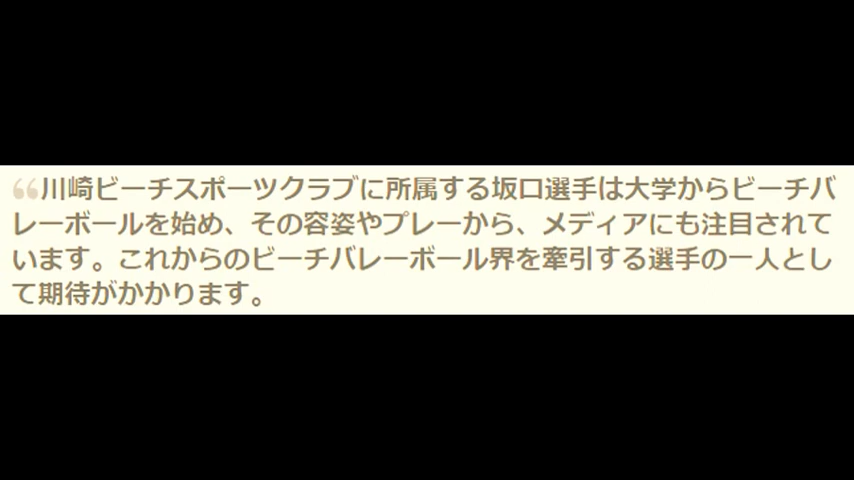 “川崎ビーチスポーツクラブに所属する坂口選手は大学からビーチバ
レーボールを始め、その容姿やプレーから、メディアにも注目されて
います。これからのビーチバレーボール界を牽引する選手の一人とし
て期待がかかります。